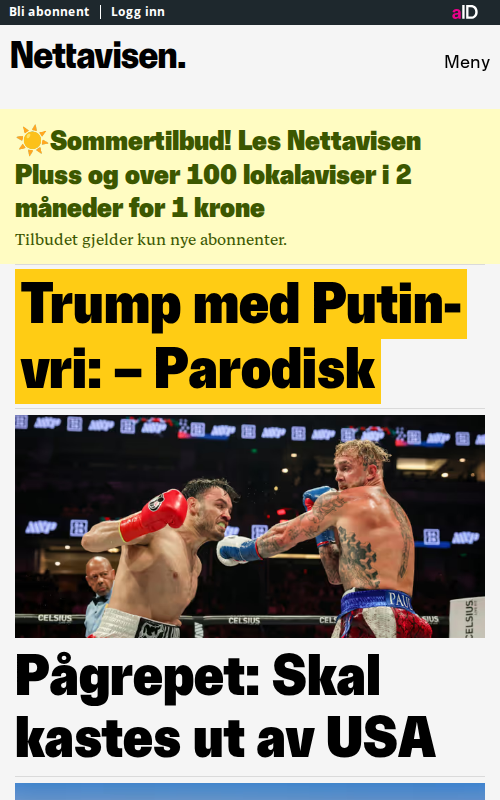 Bli abonnent | Logg inn
aID
Nettavisen.
Meny
☀️Sommertilbud! Les Nettavisen
Pluss og over 100 lokalaviser i 2
måneder for 1 krone
Tilbudet gjelder kun nye abonnenter.
Trump med Putin-
vri: – Parodisk
CELSIUS
CELSIUS
PAUL
CELSIUS
Pågrepet: Skal
kastes ut av USA